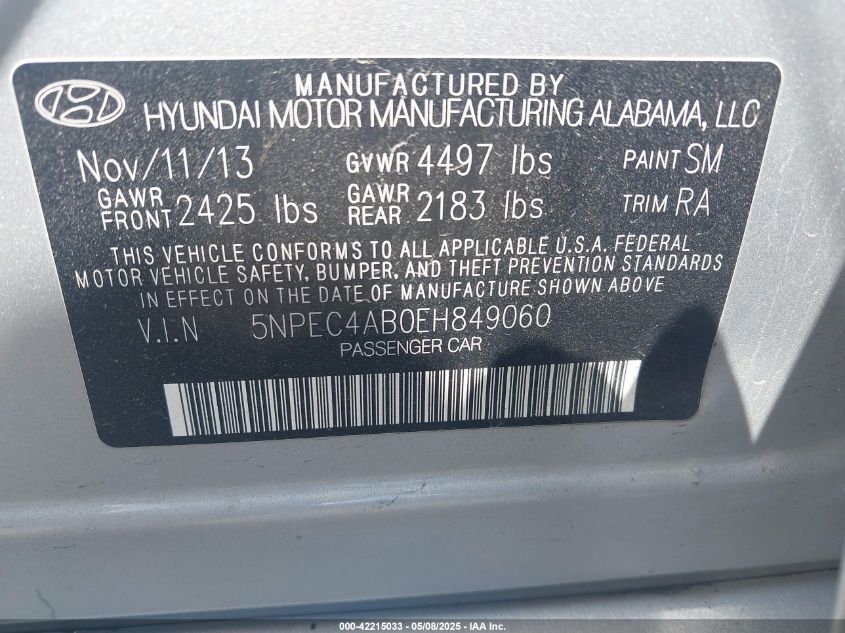 MANUFACTURED BY
HYUNDAI MOTOR MANUFACTURING ALABAMA, LLC
Nov/11/13 GVWR 4497 lbs PAINT SM
GAWR FRONT 2425 lbs GAWR REAR 2183 lbs TRIM RA
THIS VEHICLE CONFORMS TO ALL APPLICABLE U.S.A. FEDERAL
MOTOR VEHICLE SAFETY, BUMPER, AND THEFT PREVENTION STANDARDS
IN EFFECT ON THE DATE OF MANUFACTURE SHOWN ABOVE
V.I.N 5NPEC4AB0EH849060
PASSENGER CAR
000-42215033 - 05/08/2025 - IAA Inc.